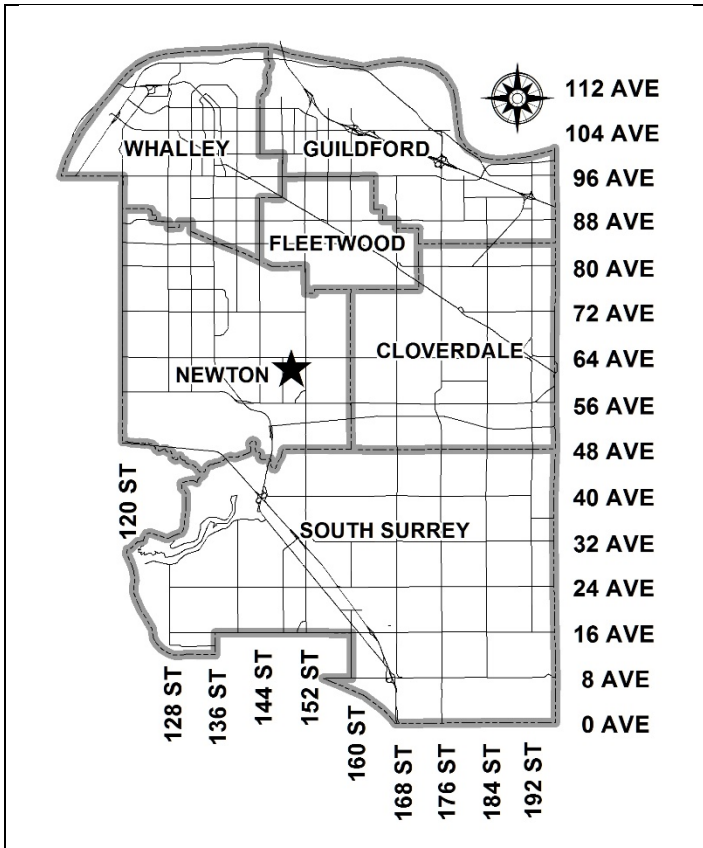 112 AVE
104 AVE
WHALLEY
GUILDFORD
96 AVE
88 AVE
FLEETWOOD
80 AVE
72 AVE
CLOVERDALE
64 AVE
NEWTON
56 AVE
48 AVE
120 ST
40 AVE
SOUTH SURREY
32 AVE
24 AVE
16 AVE
128 ST
136 ST
144 ST
152 ST
8 AVE
160 ST
0 AVE
168 ST
176 ST
184 ST
192 ST